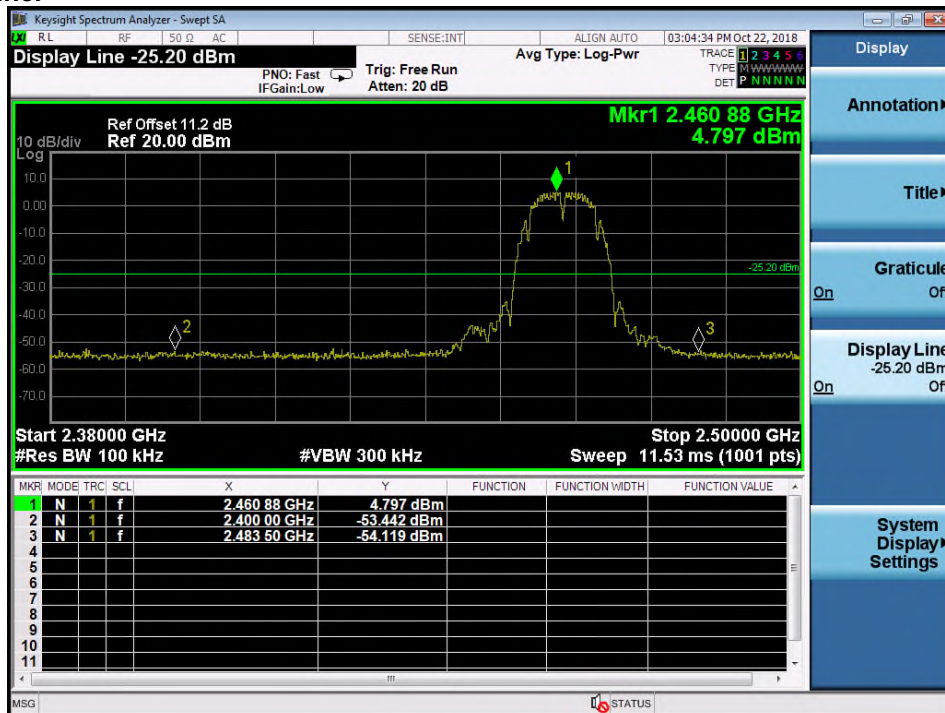 Keysight Spectrum Analyzer - Swept SA
LXI RL RF 50 Ω AC SENSE:INT ALIGN AUTO 03:04:34 PM Oct 22, 2018
Display Line -25.20 dBm
PNO: Fast
IFGain:Low
Trig: Free Run
Atten: 20 dB
Avg Type: Log-Pwr
TRACE 1 2 3 4 5 6
TYPE M W W W W W
DET P N N N N N
Mkr1 2.460 88 GHz
4.797 dBm
Ref Offset 11.2 dB
10 dB/div Ref 20.00 dBm
Log
10.0
0.00
-10.0
-20.0
-30.0
-40.0
-50.0
-60.0
-70.0
1
-25.20 dBm
2
3
Start 2.38000 GHz Stop 2.50000 GHz
#Res BW 100 kHz #VBW 300 kHz Sweep 11.53 ms (1001 pts)
MKR MODE TRC SCL X Y FUNCTION FUNCTION WIDTH FUNCTION VALUE
1 N 1 f 2.460 88 GHz 4.797 dBm
2 N 1 f 2.400 00 GHz -53.442 dBm
3 N 1 f 2.483 50 GHz -54.119 dBm
4
5
6
7
8
9
10
11
MSG STATUS
Display
Annotation
Title
Graticule
On Off
Display Line
-25.20 dBm
On Off
System
Display
Settings